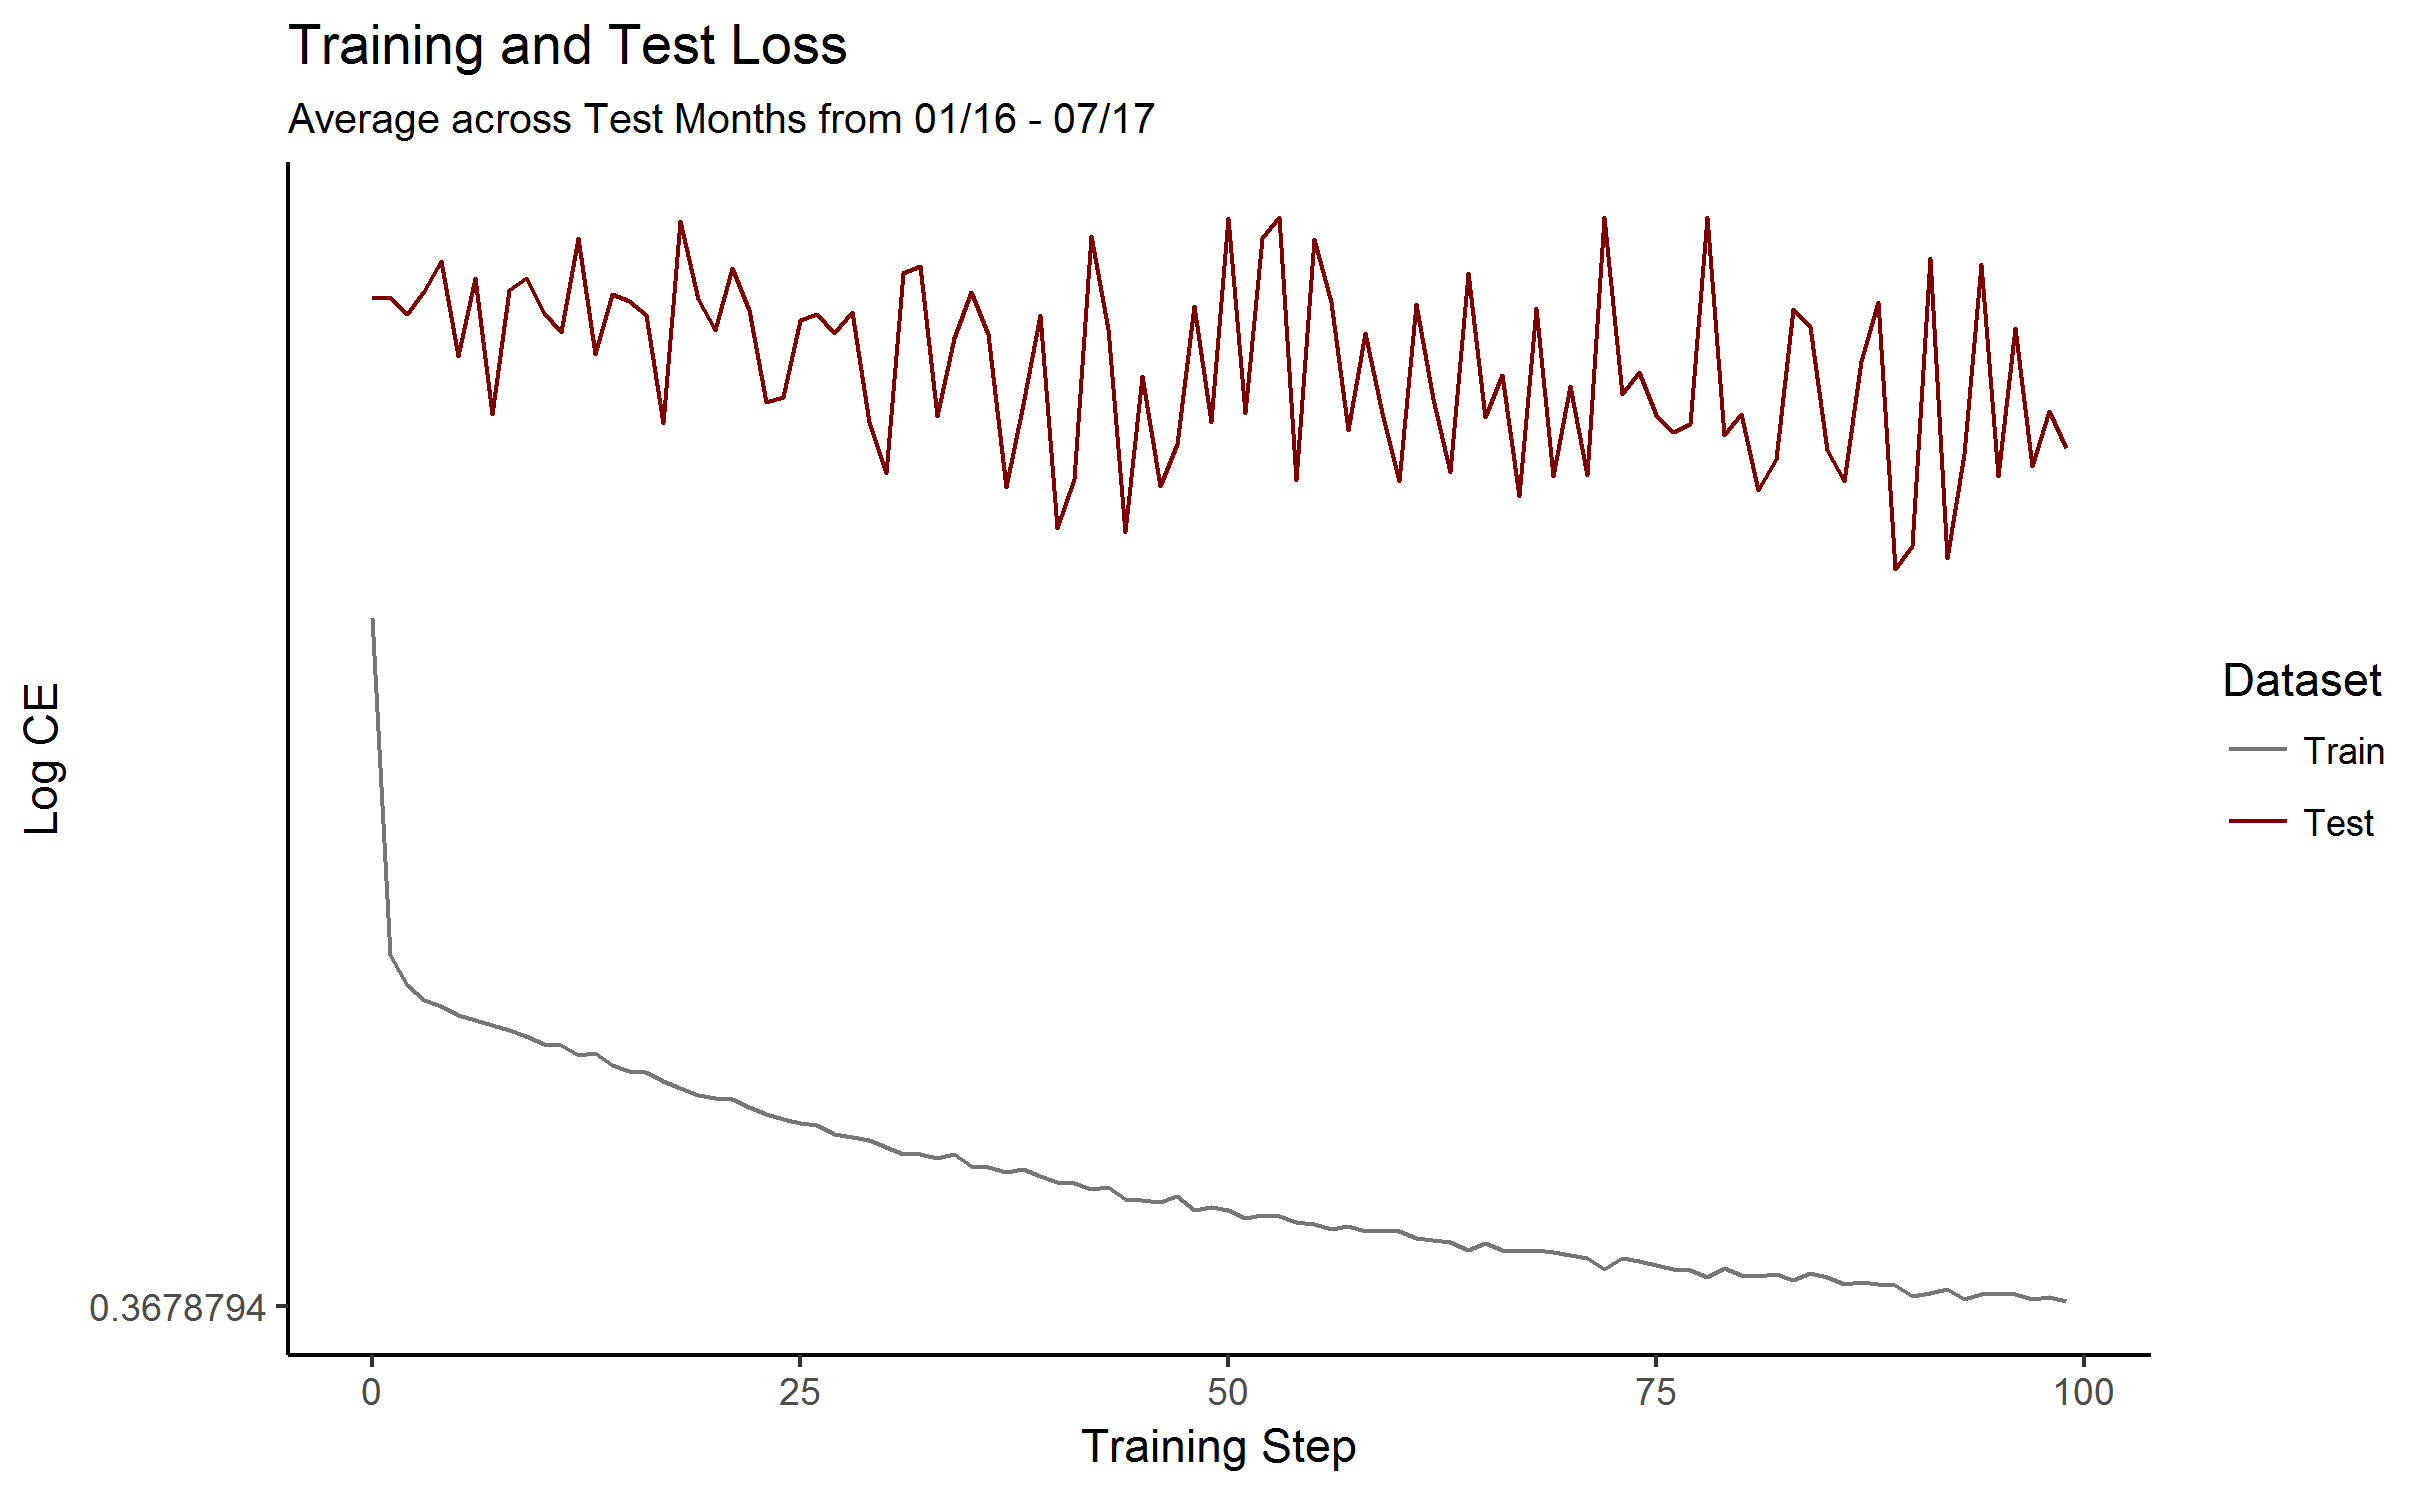 Training and Test Loss
Average across Test Months from 01/16 - 07/17
Log CE
0.3678794
0
25
50
75
100
Training Step
Dataset
Train
Test